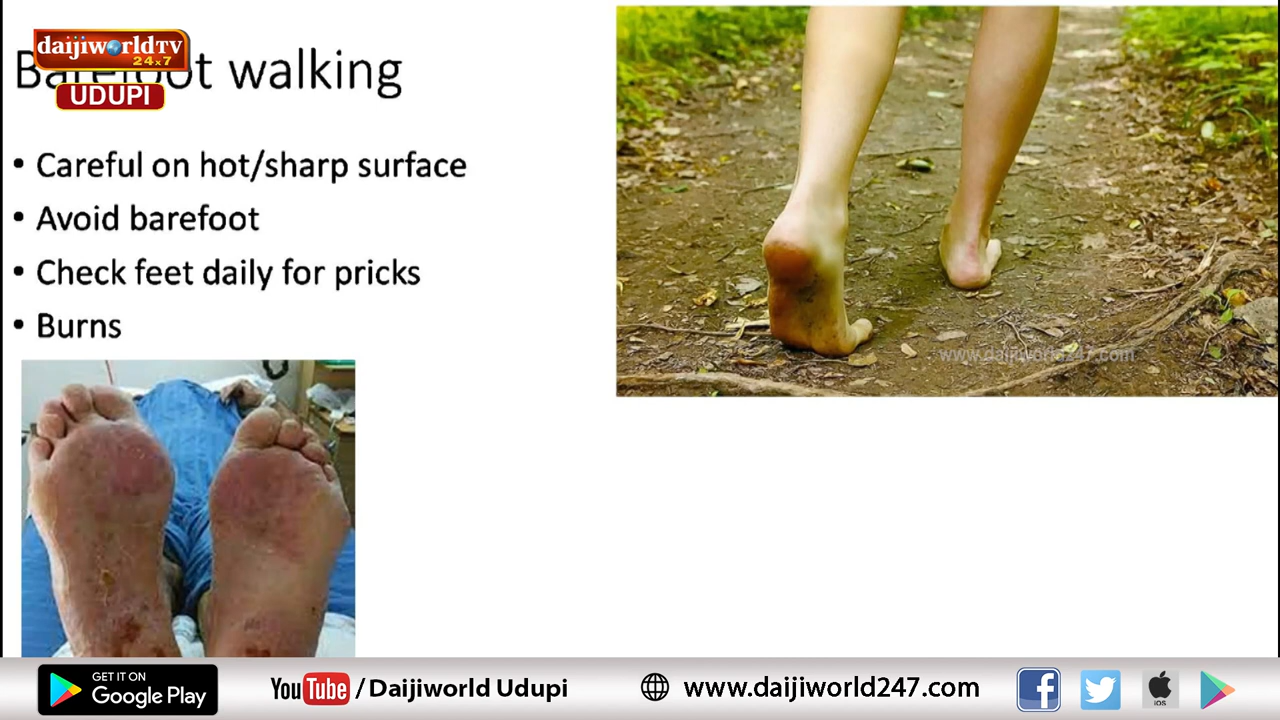 daijiworldTV
24x7
UDUPI
Barefoot walking
• Careful on hot/sharp surface
• Avoid barefoot
• Check feet daily for pricks
• Burns
www.daijiworld247.com
GET IT ON
Google Play
YouTube / Daijiworld Udupi
www.daijiworld247.com
iOS